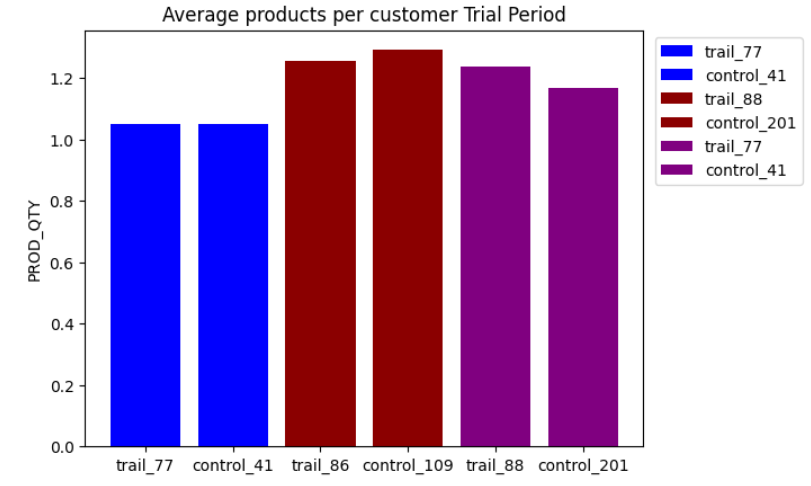 Average products per customer Trial Period
trail_77
control_41
trail_88
control_201
trail_77
control_41
PROD_QTY
1.2
1.0
0.8
0.6
0.4
0.2
0.0
trail_77 control_41 trail_86 control_109 trail_88 control_201